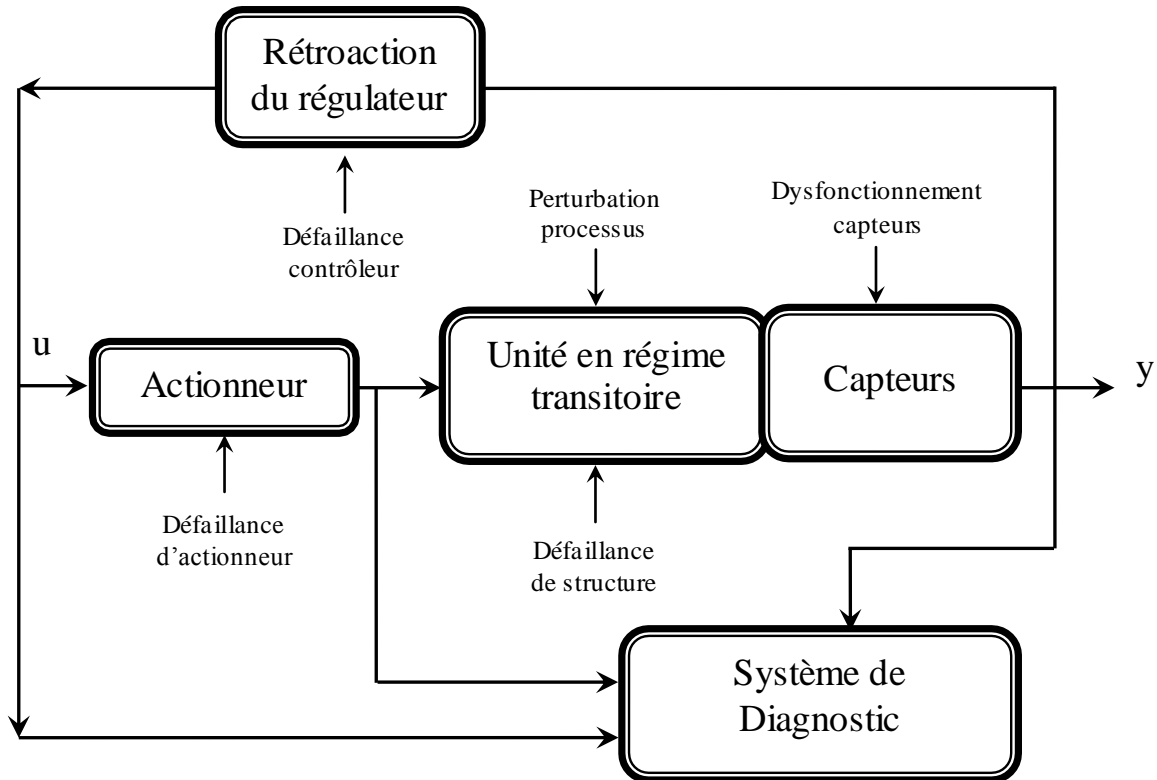 Rétroaction
du régulateur
Défaillance
contrôleur
Perturbation
processus
Dysfonctionnement
capteurs
u
Actionneur
Unité en régime
transitoire
Capteurs
y
Défaillance
d’actionneur
Défaillance
de structure
Système de
Diagnostic